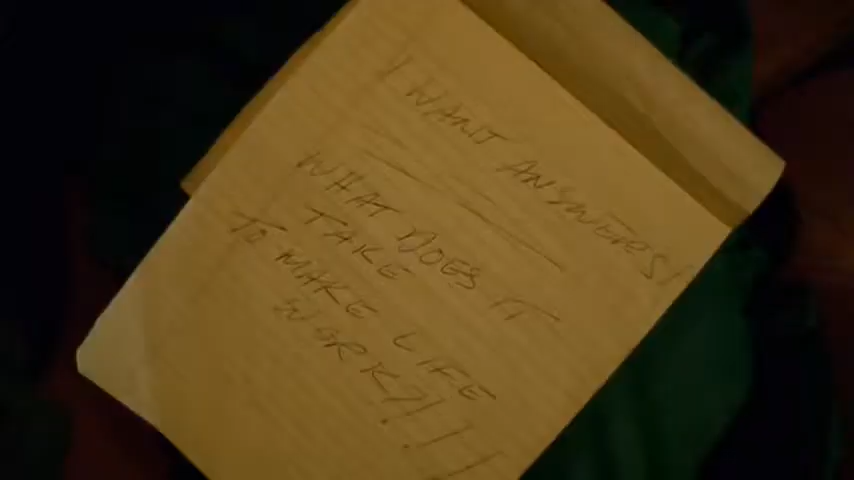 I WANT ANSWERS!
WHAT DOES IT
TAKE
TO MAKE LIFE
WORK?!!!